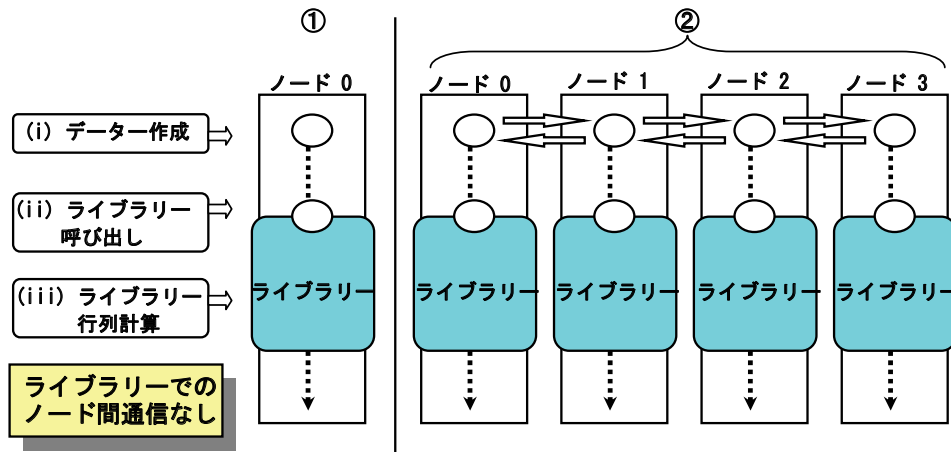 ①
②
ノード 0
ノード 0
ノード 1
ノード 2
ノード 3
(i) データー作成
(ii) ライブラリー
呼び出し
(iii) ライブラリー
行列計算
ライブラリー
ライブラリー
ライブラリー
ライブラリー
ライブラリー
ライブラリーでの
ノード間通信なし